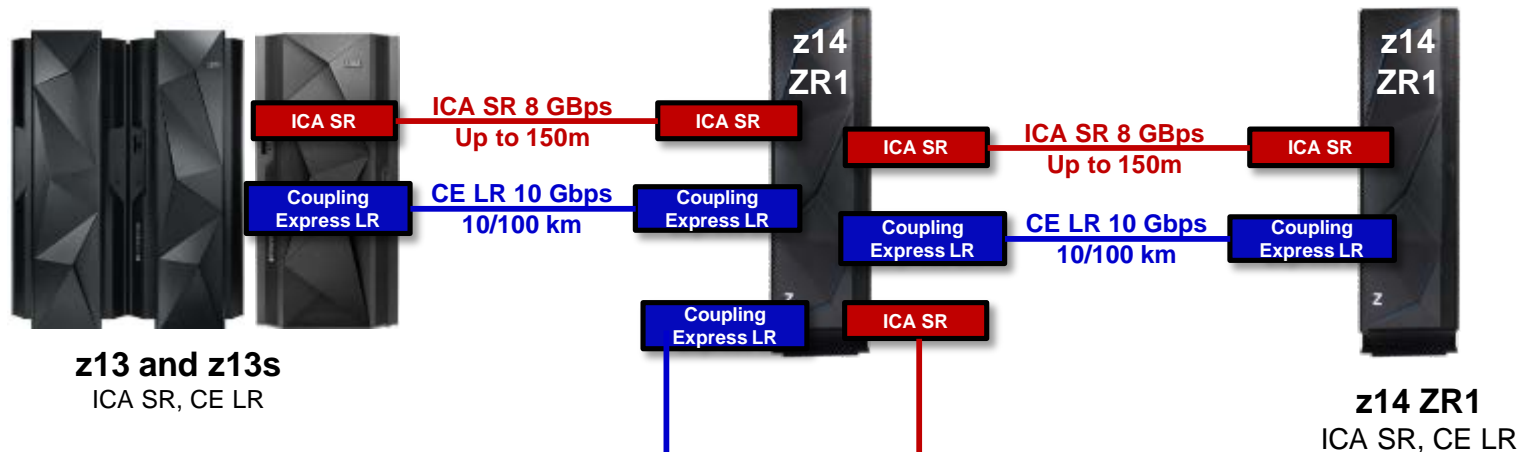 z14
ZR1
z14
ZR1
ICA SR
ICA SR 8 GBps
Up to 150m
ICA SR
ICA SR
ICA SR 8 GBps
Up to 150m
ICA SR
Coupling
Express LR
CE LR 10 Gbps
10/100 km
Coupling
Express LR
Coupling
Express LR
CE LR 10 Gbps
10/100 km
Coupling
Express LR
z
z
Coupling
Express LR
ICA SR
z13 and z13s
ICA SR, CE LR
z14 ZR1
ICA SR, CE LR